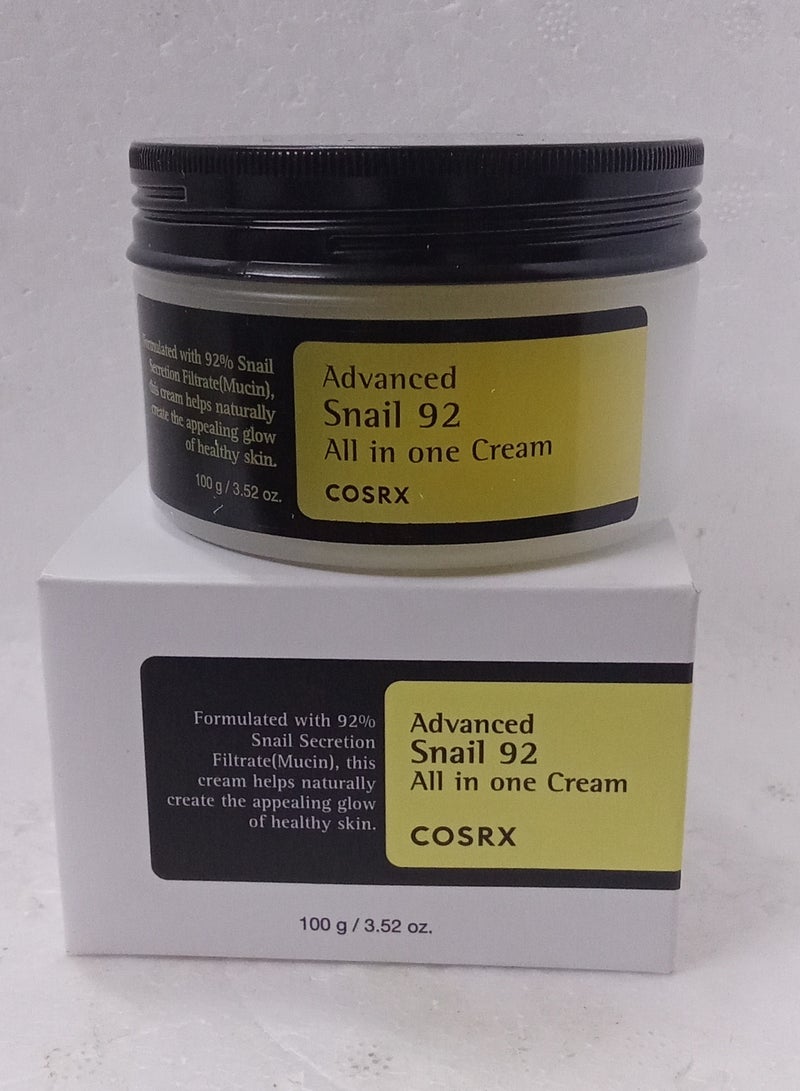 Formulated with 92% Snail
Secretion Filtrate(Mucin),
this cream helps naturally
create the appealing glow
of healthy skin.
100 g / 3.52 oz.
Advanced
Snail 92
All in one Cream
COSRX
Formulated with 92%
Snail Secretion
Filtrate(Mucin), this
cream helps naturally
create the appealing glow
of healthy skin.
Advanced
Snail 92
All in one Cream
COSRX
100 g / 3.52 oz.